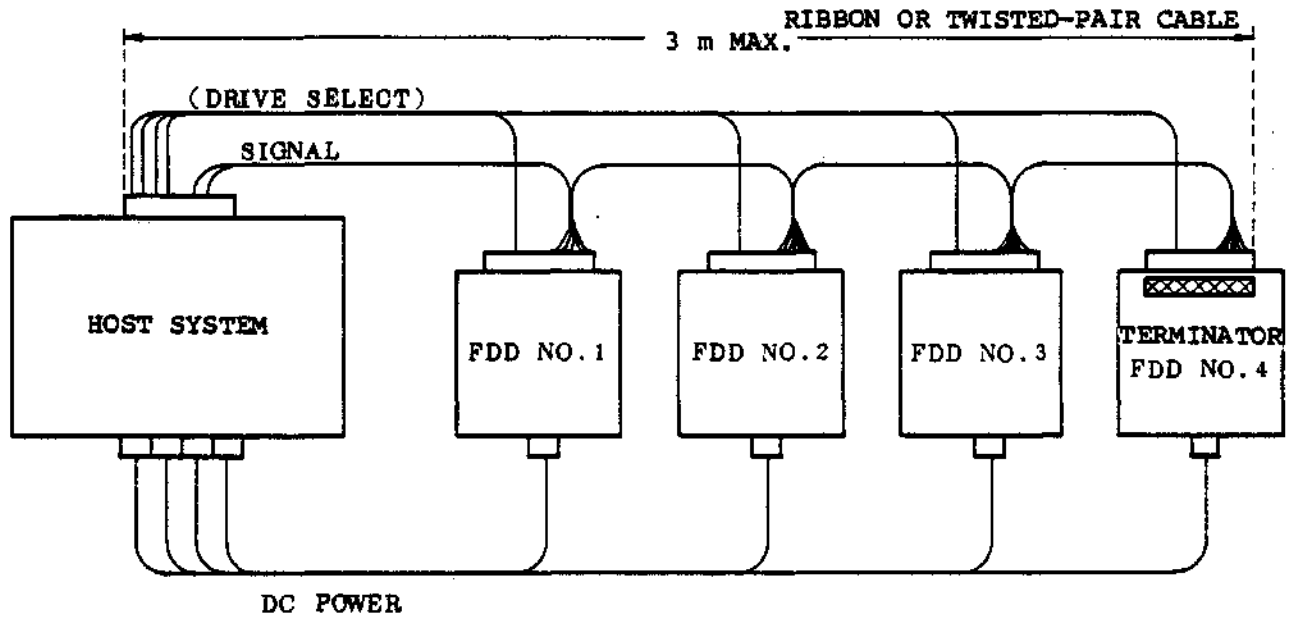 RIBBON OR TWISTED-PAIR CABLE
3 m MAX.
(DRIVE SELECT)
SIGNAL
HOST SYSTEM
FDD NO.1
FDD NO.2
FDD NO.3
TERMINATOR
FDD NO.4
DC POWER